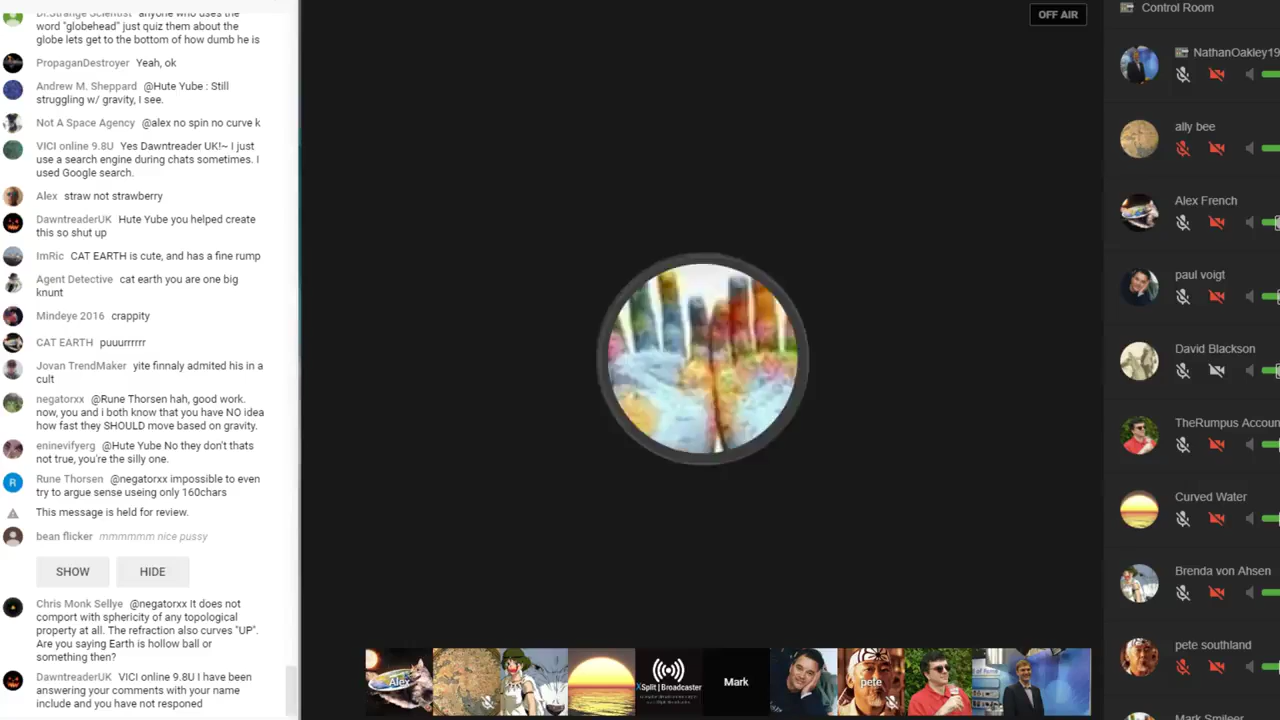 Dr.Strange Scientist anyone who uses the
word "globehead" just quiz them about the
globe lets get to the bottom of how dumb he is
PropaganDestroyer Yeah, ok
Andrew M. Sheppard @Hute Yube : Still
struggling w/ gravity, I see.
Not A Space Agency @alex no spin no curve k
VICI online 9.8U Yes Dawntreader UK!~ I just
use a search engine during chats sometimes. I
used Google search.
Alex straw not strawberry
DawntreaderUK Hute Yube you helped create
this so shut up
ImRic CAT EARTH is cute, and has a fine rump
Agent Detective cat earth you are one big
knunt
Mindeye 2016 crappity
CAT EARTH puuurrrrrr
Jovan TrendMaker yite finnaly admited his in a
cult
negatorxx @Rune Thorsen hah, good work.
now, you and i both know that you have NO idea
how fast they SHOULD move based on gravity.
eninevifyerg @Hute Yube No they don't thats
not true, you're the silly one.
R
Rune Thorsen @negatorxx impossible to even
try to argue sense useing only 160chars
This message is held for review.
bean flicker mmmmmm nice pussy
SHOW HIDE
Chris Monk Sellye @negatorxx It does not
comport with sphericity of any topological
property at all. The refraction also curves "UP".
Are you saying Earth is hollow ball or
something then?
DawntreaderUK VICI online 9.8U I have been
answering your comments with your name
include and you have not responded
OFF AIR
Alex
XSplit|Broadcaster
Mark
pete
Control Room
NathanOakley19
ally bee
Alex French
paul voigt
David Blackson
TheRumpus Accoun
Curved Water
Brenda von Ahsen
pete southland
Mark Smileer